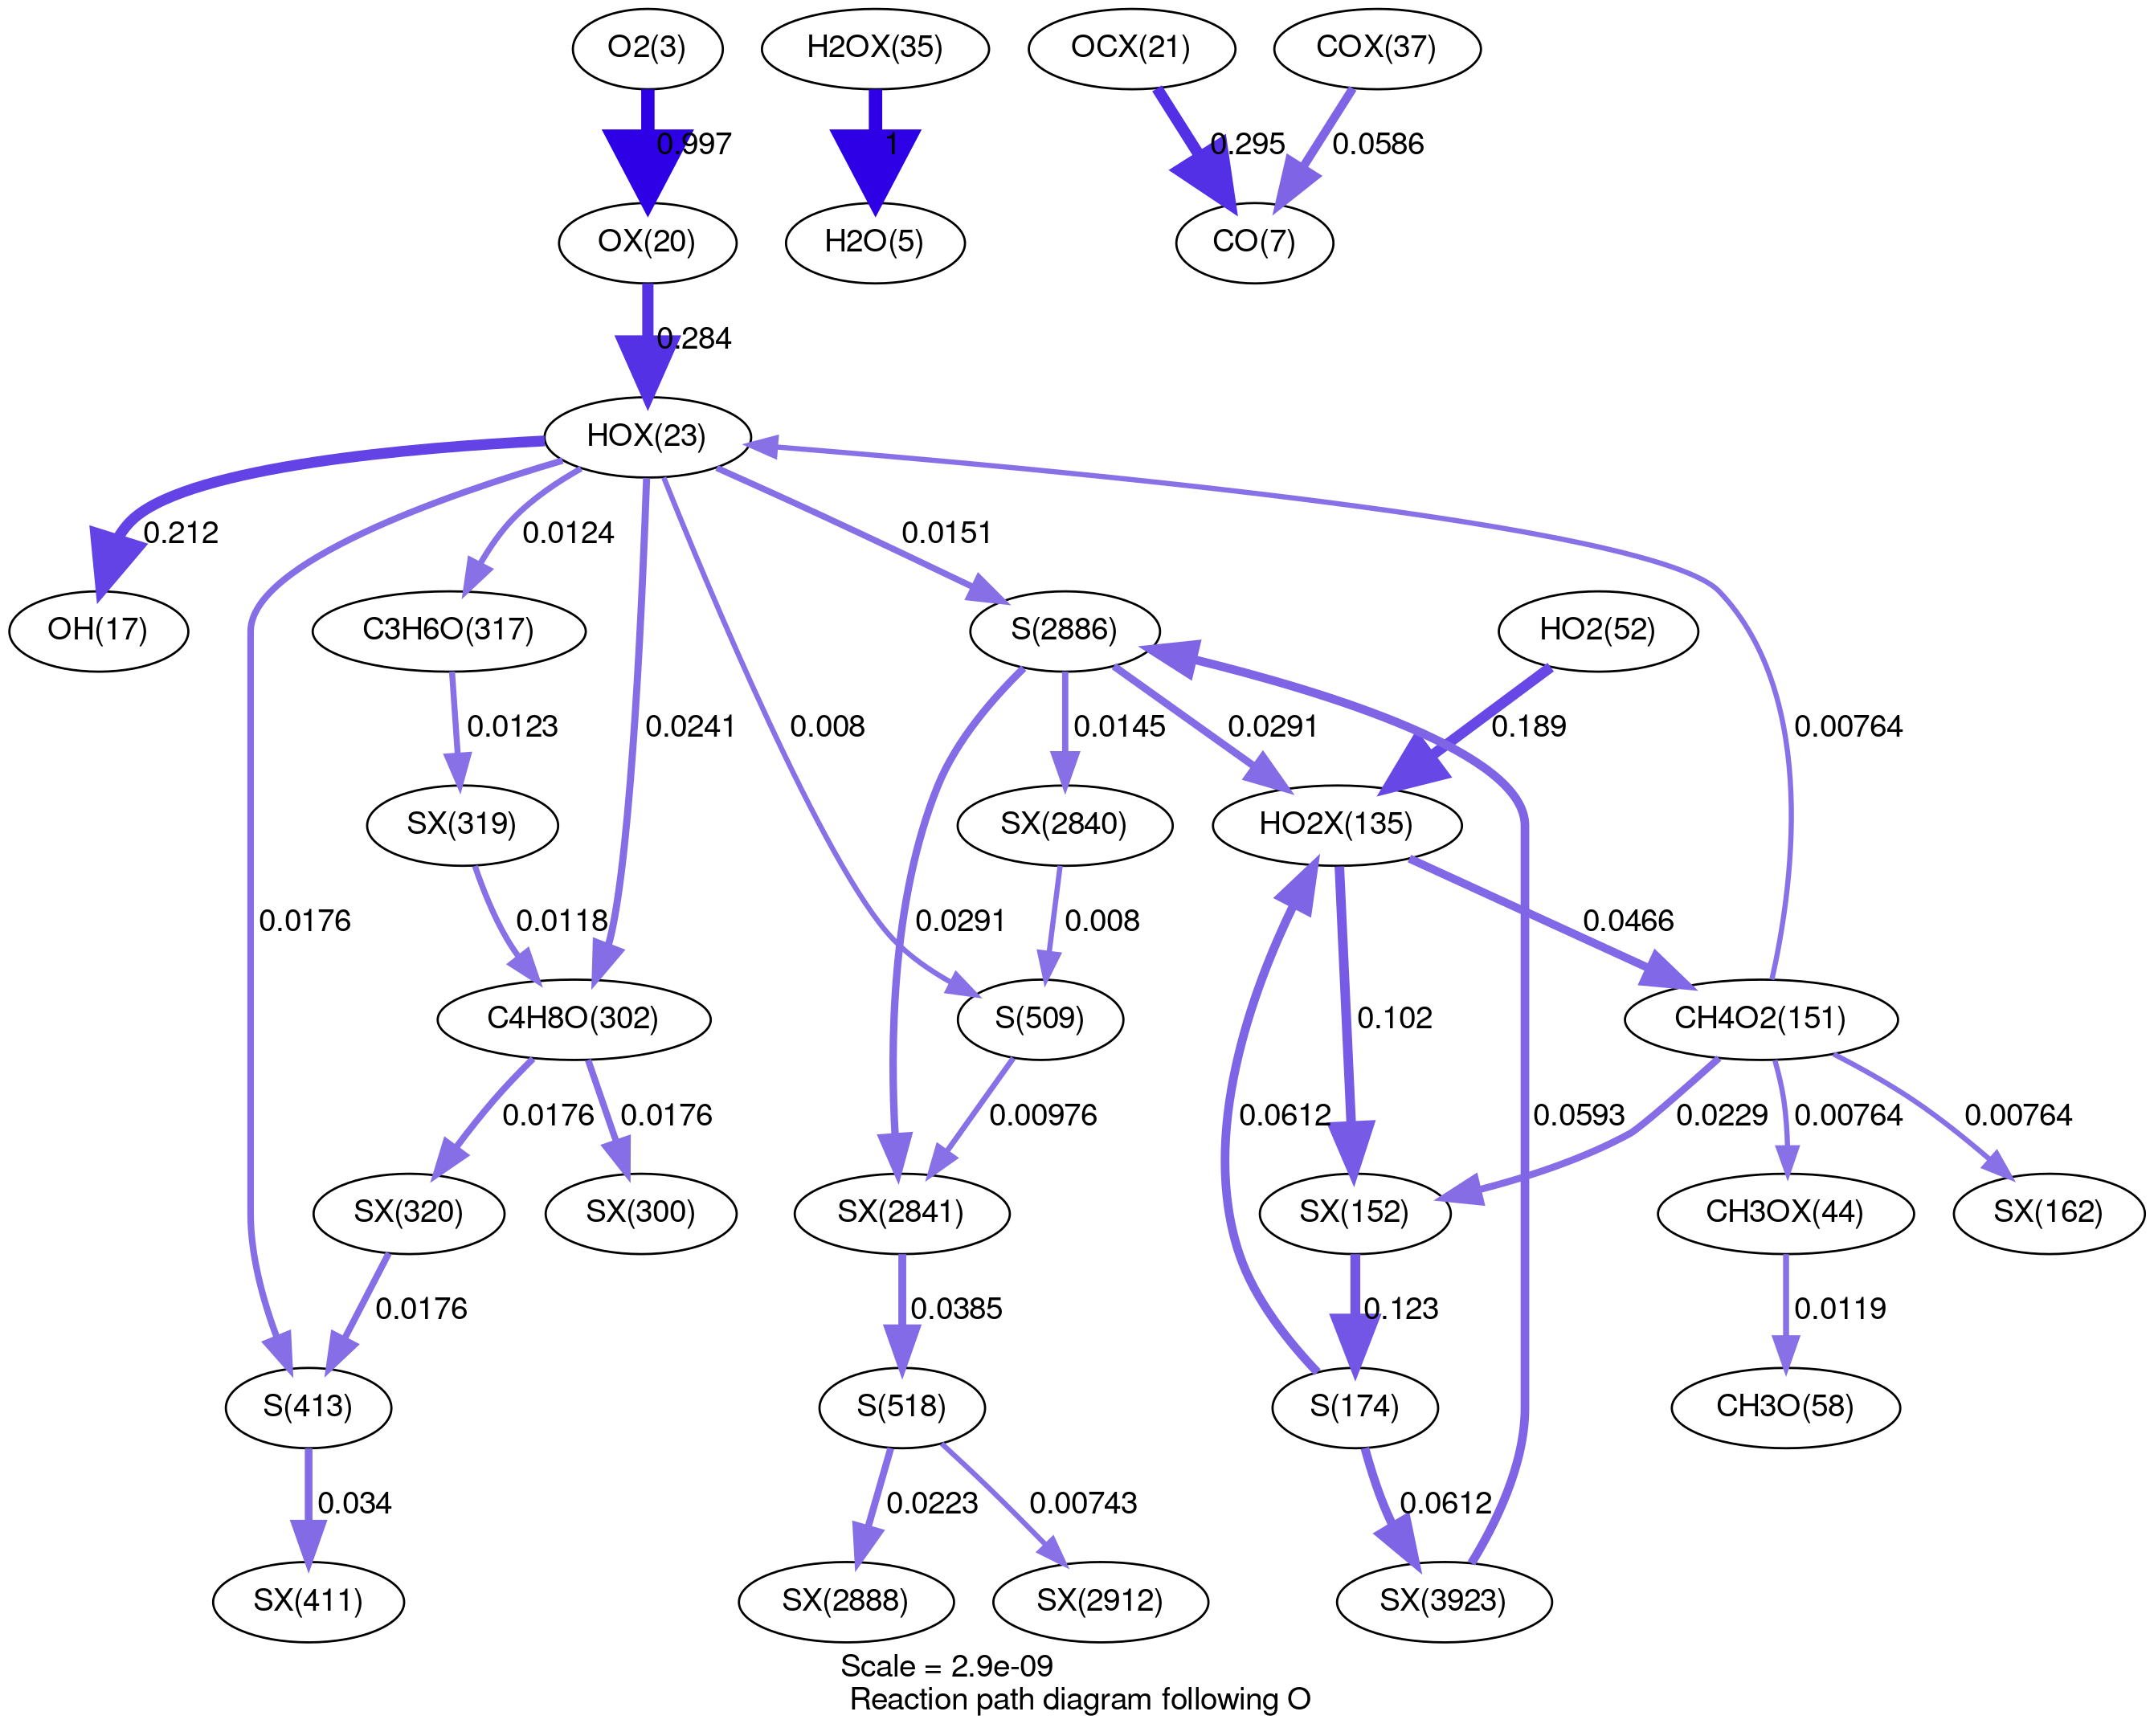 O2(3)
H2OX(35)
OCX(21)
COX(37)
0.997
1
0.295
0.0586
OX(20)
H2O(5)
CO(7)
0.284
HOX(23)
0.212
0.0124
0.0151
OH(17)
C3H6O(317)
S(2886)
HO2(52)
0.0123
0.0241
0.008
0.0145
0.0291
0.189
0.00764
SX(319)
SX(2840)
HO2X(135)
0.0176
0.0118
0.0291
0.008
0.0466
C4H8O(302)
S(509)
0.102
CH4O2(151)
0.0176
0.0176
0.00976
0.0612
0.0593
0.0229
0.00764
0.00764
SX(320)
SX(300)
SX(2841)
SX(152)
CH3OX(44)
SX(162)
0.0176
0.0385
0.123
0.0119
S(413)
S(518)
S(174)
CH3O(58)
0.034
0.0223
0.00743
0.0612
SX(411)
SX(2888)
SX(2912)
SX(3923)
Scale = 2.9e-09
Reaction path diagram following O